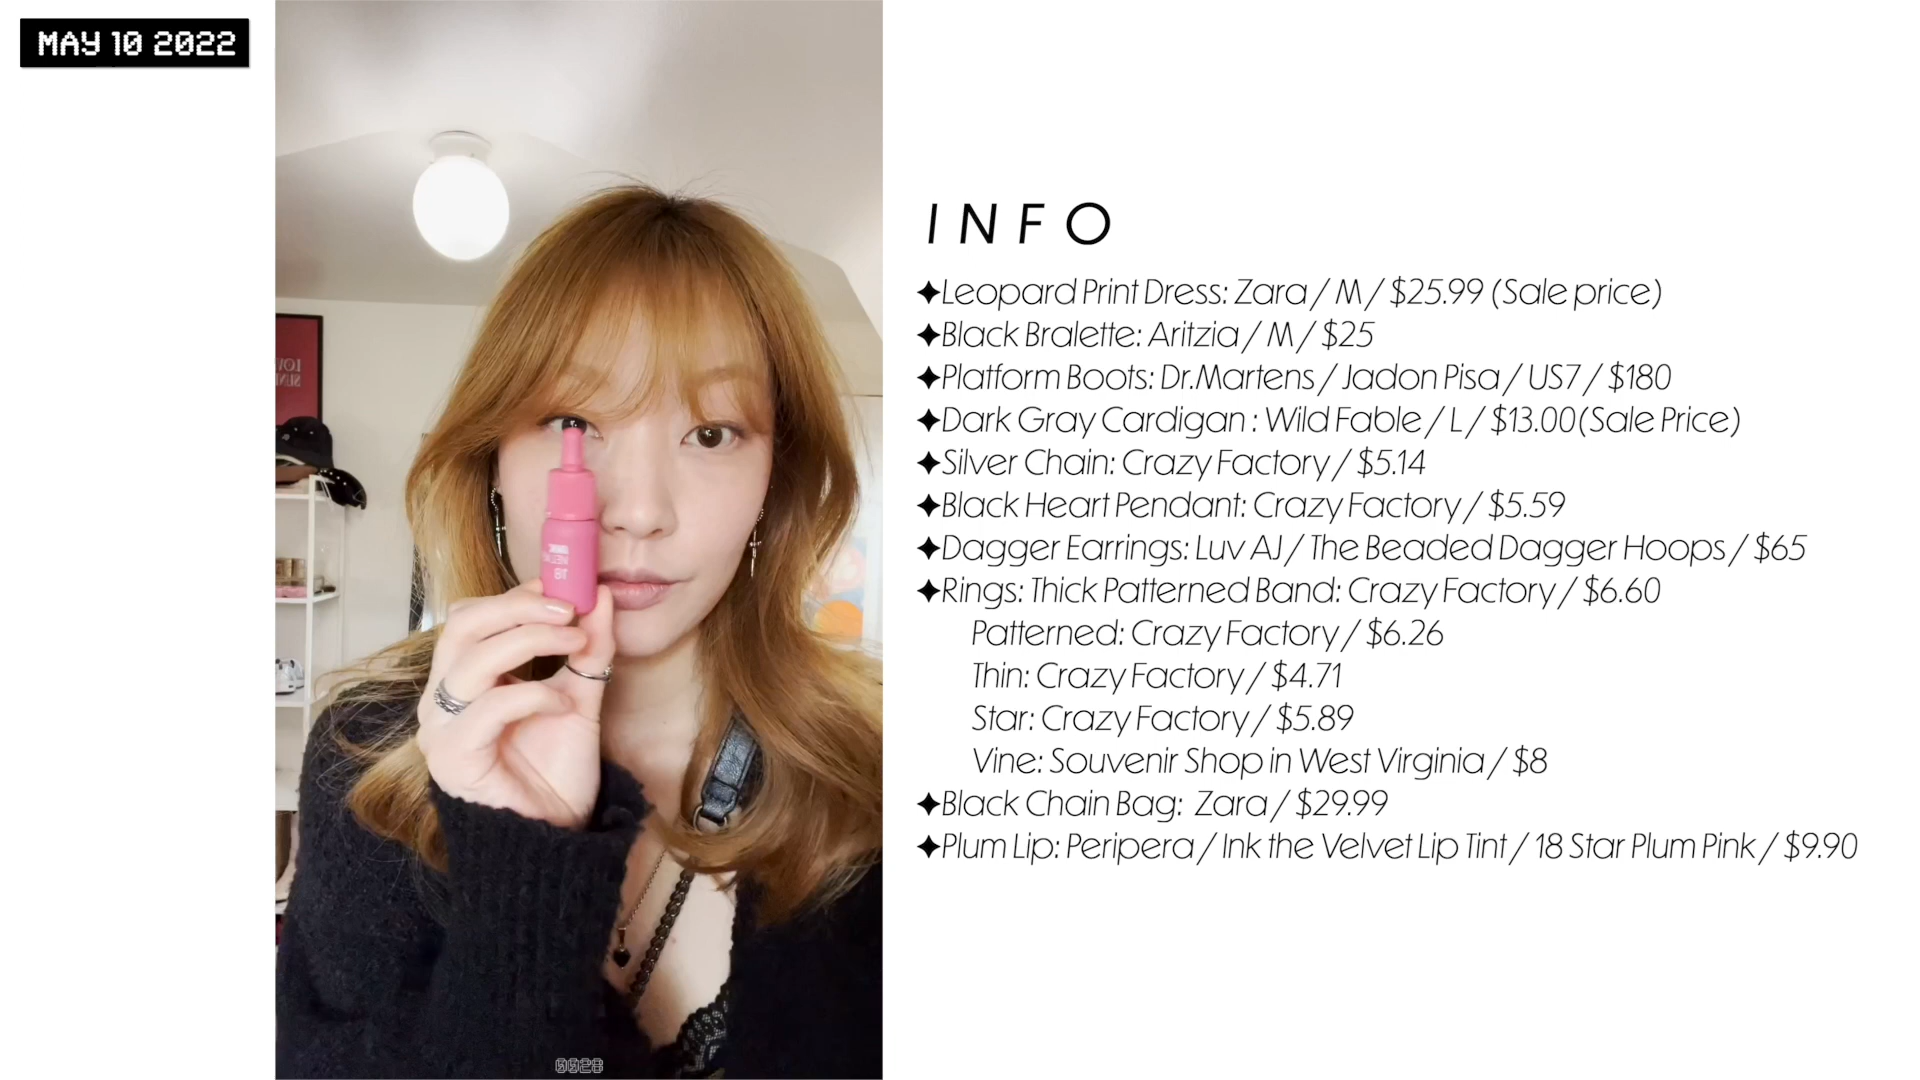 MAY 10 2022
LOVE
SUN
18
0028
INFO
✦Leopard Print Dress: Zara / M / $25.99 (Sale price)
✦Black Bralette: Aritzia / M / $25
✦Platform Boots: Dr.Martens / Jadon Pisa / US7 / $180
✦Dark Gray Cardigan : Wild Fable / L / $13.00(Sale Price)
✦Silver Chain: Crazy Factory / $5.14
✦Black Heart Pendant: Crazy Factory / $5.59
✦Dagger Earrings: Luv AJ / The Beaded Dagger Hoops / $65
✦Rings: Thick Patterned Band: Crazy Factory / $6.60
Patterned: Crazy Factory / $6.26
Thin: Crazy Factory / $4.71
Star: Crazy Factory / $5.89
Vine: Souvenir Shop in West Virginia / $8
✦Black Chain Bag: Zara / $29.99
✦Plum Lip: Peripera / Ink the Velvet Lip Tint / 18 Star Plum Pink / $9.90